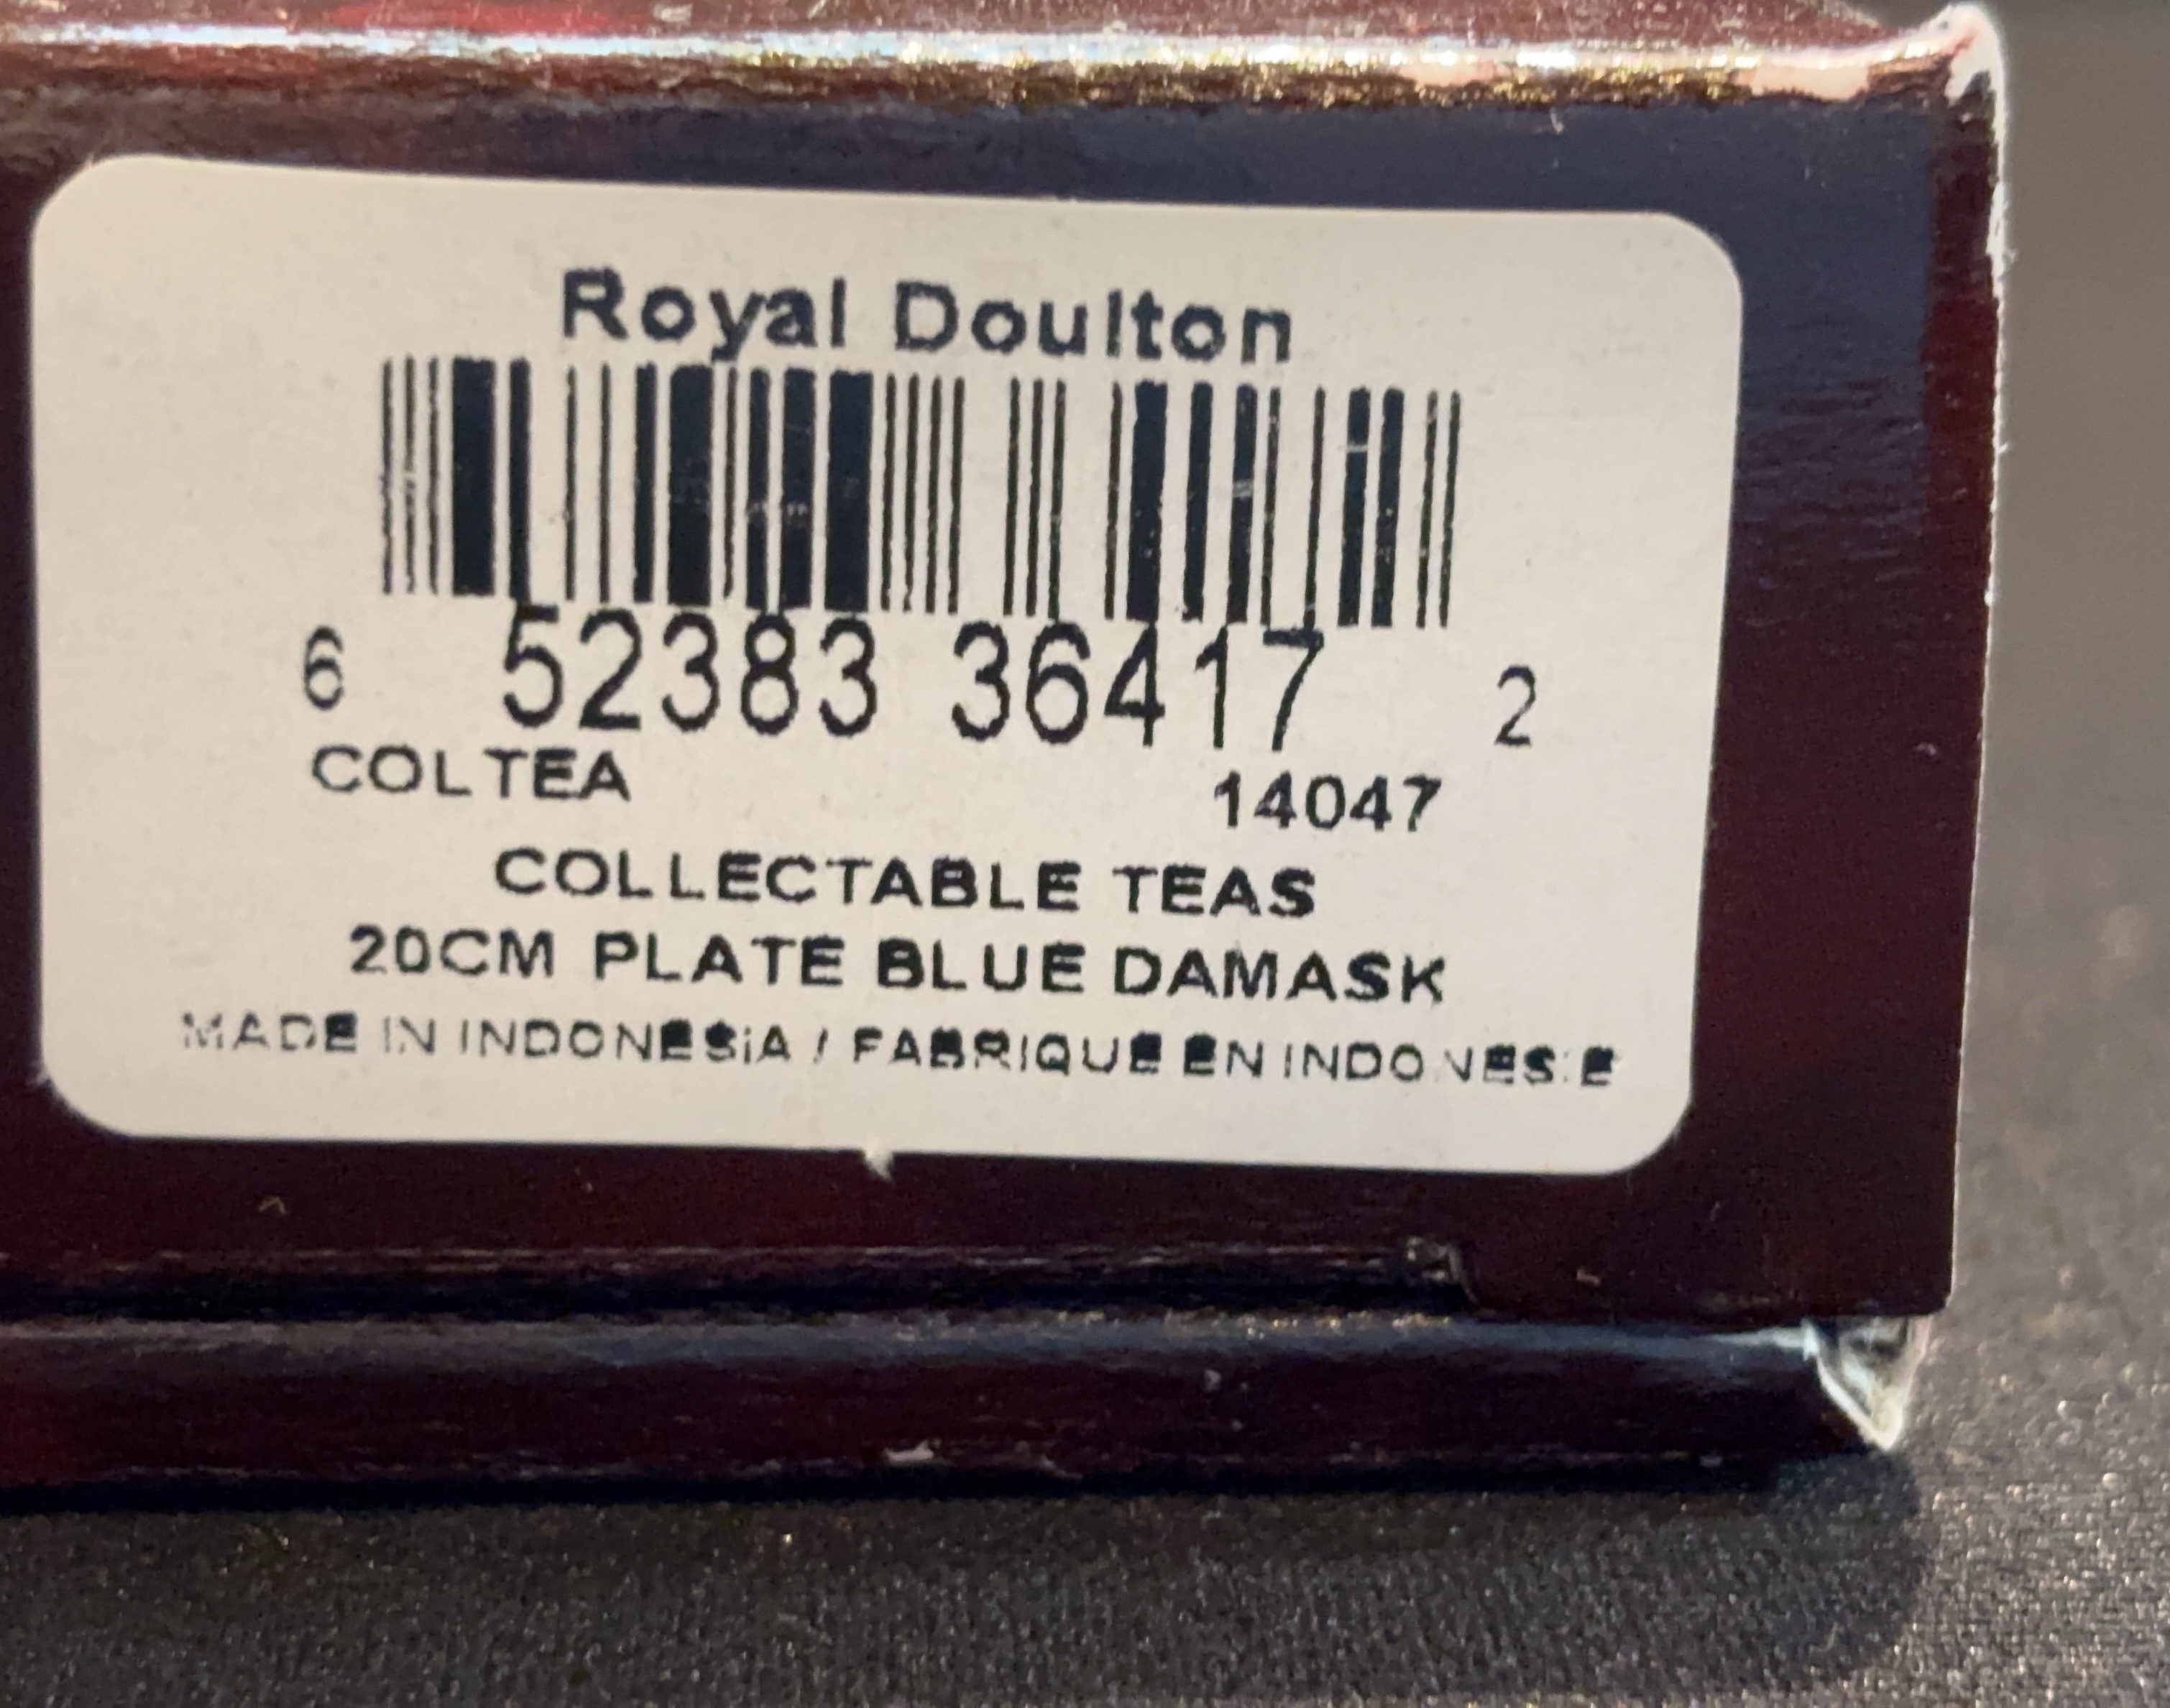 Royal Doulton
6 52383 36417 2
COLTEA 14047
COLLECTABLE TEAS
20CM PLATE BLUE DAMASK
MADE IN INDONESIA / FABRIQUE EN INDONESIE